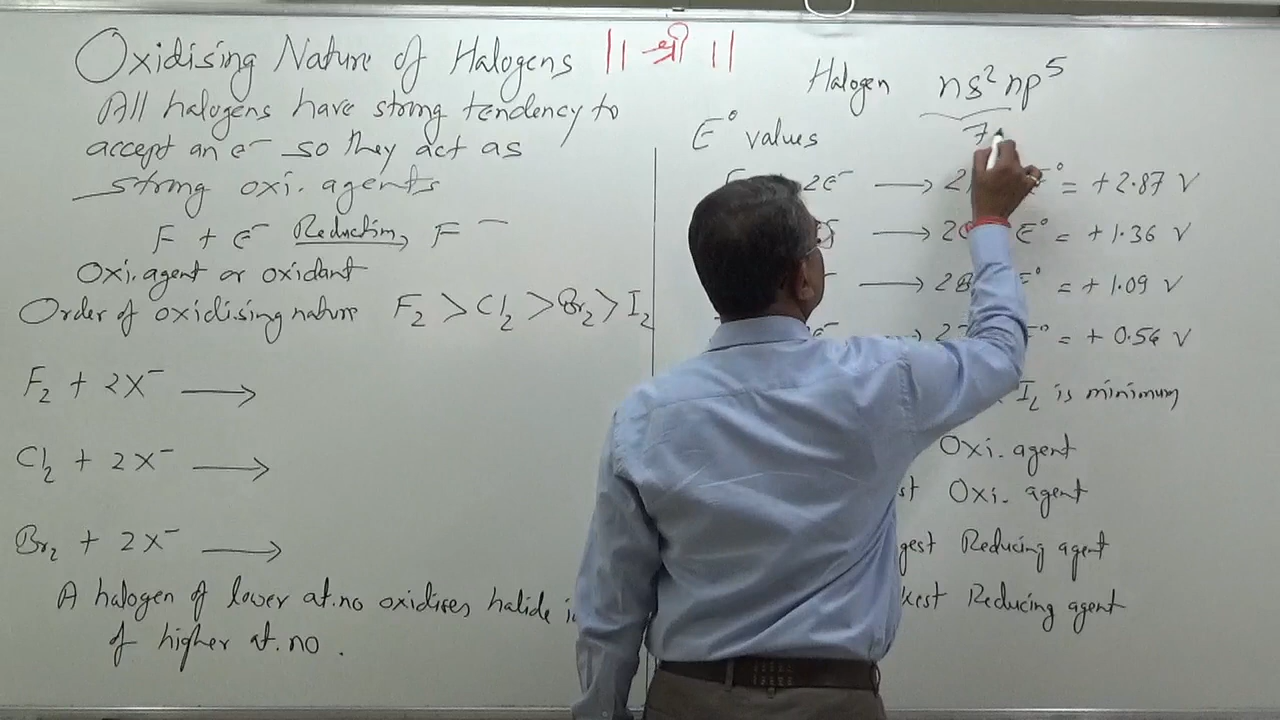 Oxidising Nature of Halogens || श्री ||
All halogens have strong tendency to
accept an e⁻ so they act as
strong oxi. agents
F + e⁻ Reduction → F⁻
Oxi. agent or oxidant
Order of oxidising nature F₂ > Cl₂ > Br₂ > I₂
F₂ + 2X⁻ →
Cl₂ + 2X⁻ →
Br₂ + 2X⁻ →
A halogen of lower at.no oxidises halide
of higher at.no.
Halogen ns² np⁵
7
E° values
2e⁻ → 2 E° = +2.87 V
→ 2 E° = +1.36 V
→ 2B E° = +1.09 V
e⁻ → 2 E° = +0.54 V
I₂ is minimum
Oxi. agent
st Oxi. agent
gest Reducing agent
kest Reducing agent